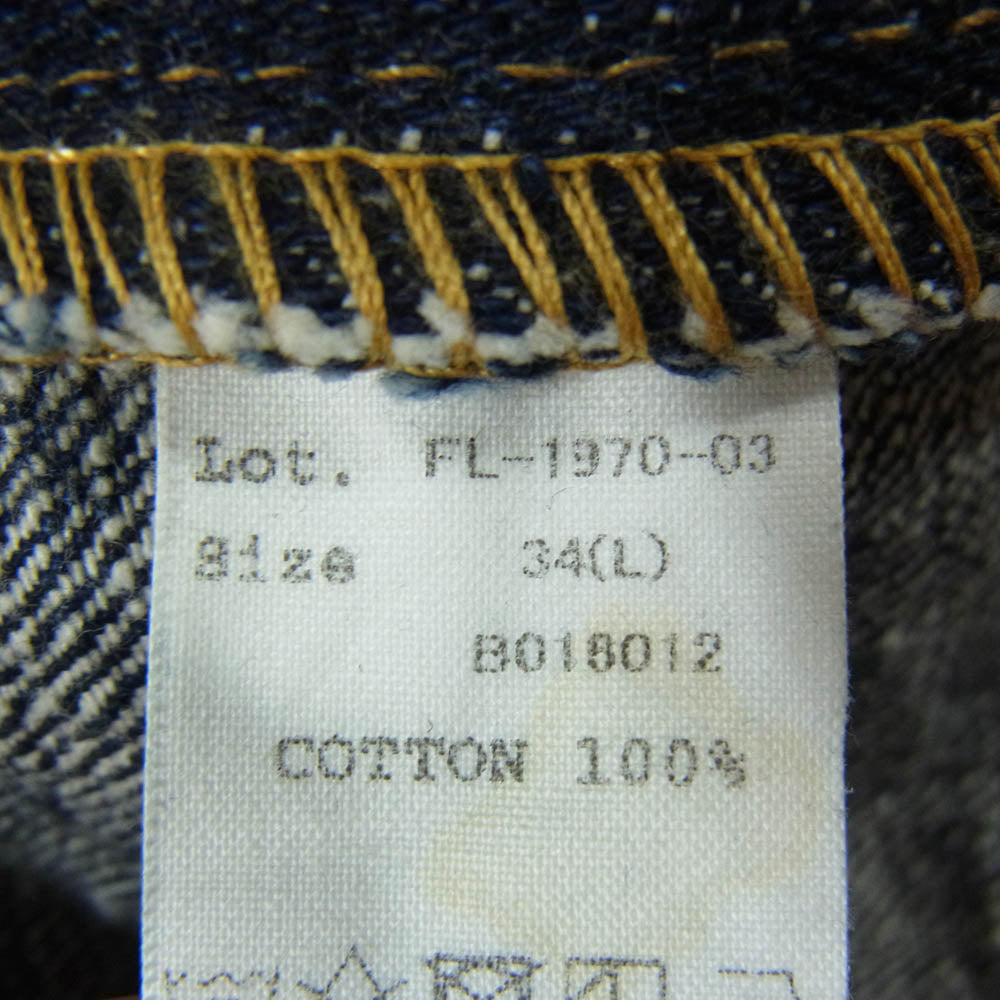 Lot. FL-1970-03
Size 34(L)
B018012
COTTON 100%